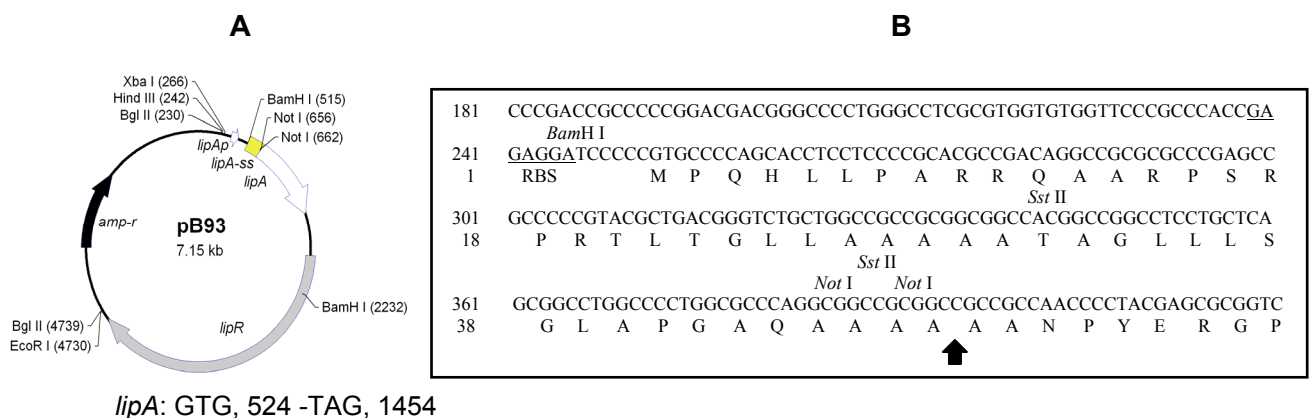 A
B
Xba I (266)
Hind III (242)
Bgl II (230)
BamH I (515)
Not I (656)
Not I (662)
lipAp
lipA-ss
lipA
amp-r
pB93
7.15 kb
BamH I (2232)
Bgl II (4739)
EcoR I (4730)
lipR
lipA: GTG, 524 -TAG, 1454
181 CCCGACCGCCCCCGGACGACGGGCCCCTGGGCCTCGCGTGGTGTGGTTCCCGCCCACCGA
BamH I
241 GAGGATCCCCCGTGCCCCAGCACCTCCTCCCCGCACGCCGACAGGCCGCGCGCCCGAGCC
1 RBS M P Q H L L P A R R Q A A R P S R
Sst II
301 GCCCCCGTACGCTGACGGGTCTGCTGGCCGCCGCGGCGGCCACGGCCGGCCTCCTGCTCA
18 P R T L T G L L A A A A A T A G L L L S
Sst II
Not I Not I
361 GCGGCCTGGCCCCTGGCGCCCAGGCGGCCGCGGCCGCCGCCAACCCCTACGAGCGCGGTC
38 G L A P G A Q A A A A A A N P Y E R G P